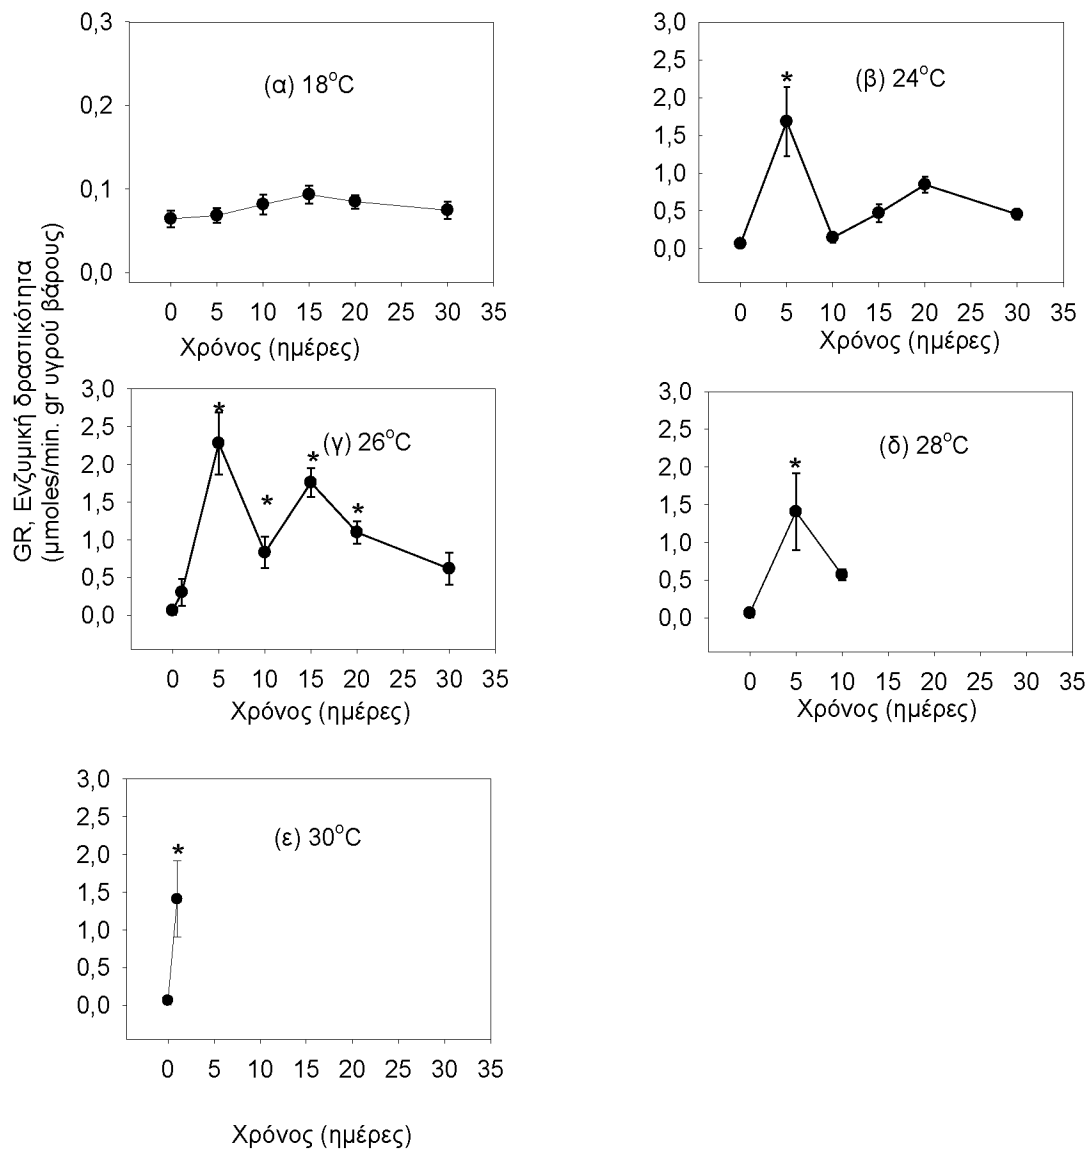 GR, Ενζυμική δραστικότητα
(μmoles/min. gr υγρού βάρους)
0,3
0,2
0,1
0,0
(α) 18°C
*
0 5 10 15 20 25 30 35
Χρόνος (ημέρες)
3,0
2,5
2,0
1,5
1,0
0,5
0,0
*
(β) 24°C
0 5 10 15 20 25 30 35
Χρόνος (ημέρες)
3,0
2,5
2,0
1,5
1,0
0,5
0,0
* * * *
(γ) 26°C
0 5 10 15 20 25 30 35
Χρόνος (ημέρες)
3,0
2,5
2,0
1,5
1,0
0,5
0,0
*
(δ) 28°C
0 5 10 15 20 25 30 35
Χρόνος (ημέρες)
3,0
2,5
2,0
1,5
1,0
0,5
0,0
*
(ε) 30°C
0 5 10 15 20 25 30 35
Χρόνος (ημέρες)